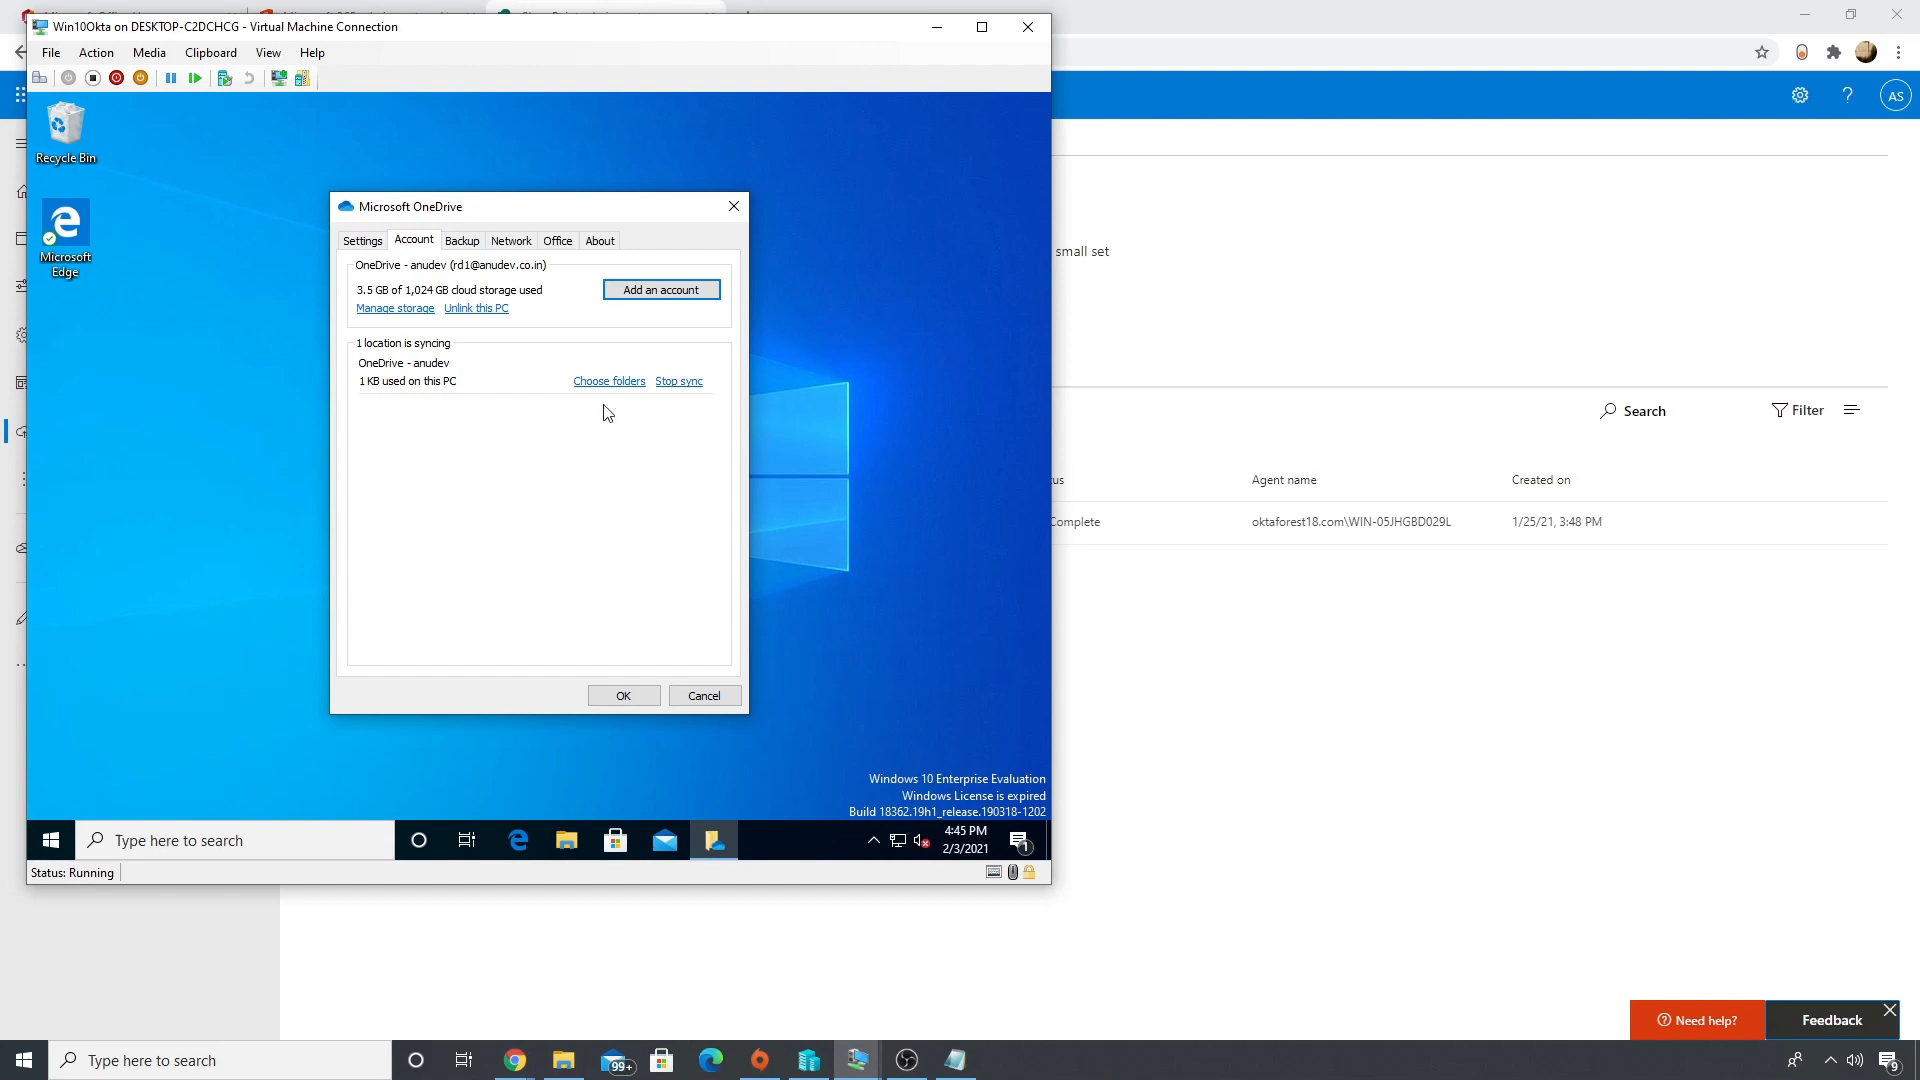 Win10Okta on DESKTOP-C2DCHCG - Virtual Machine Connection
File Action Media Clipboard View Help
AS
Recycle Bin
Microsoft
Edge
Microsoft OneDrive
Settings Account Backup Network Office About
OneDrive - anudev (rd1@anudev.co.in)
3.5 GB of 1,024 GB cloud storage used
Add an account
Manage storage Unlink this PC
1 location is syncing
OneDrive - anudev
1 KB used on this PC
Choose folders Stop sync
OK Cancel
small set
Search Filter
Agent name Created on
Complete oktaforest18.com\WIN-05JHGBD029L 1/25/21, 3:48 PM
Windows 10 Enterprise Evaluation
Windows License is expired
Build 18362.19h1_release.190318-1202
Type here to search
4:45 PM
2/3/2021
1
Status: Running
Need help? Feedback
Type here to search
99+
9